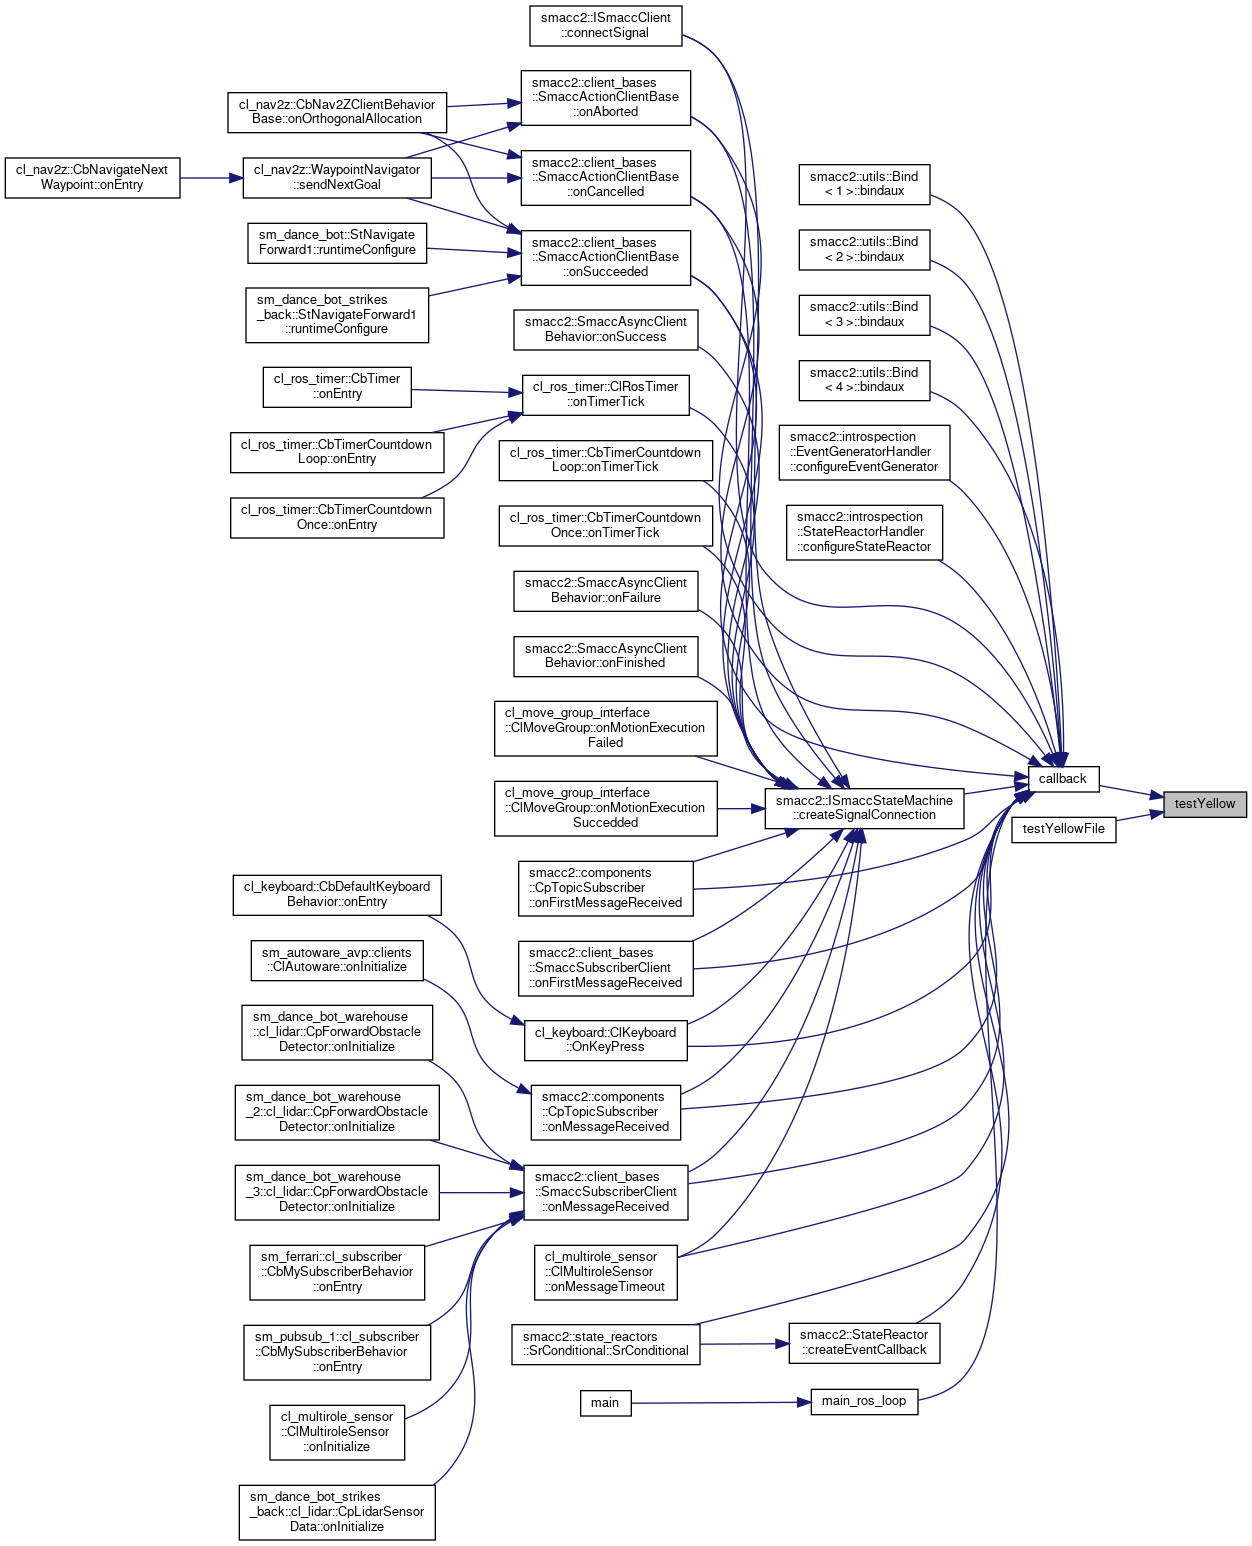 smacc2::ISmaccClient
::connectSignal
smacc2::client_bases
::SmaccActionClientBase
::onAborted
cl_nav2z::CbNav2ZClientBehavior
Base::onOrthogonalAllocation
smacc2::client_bases
::SmaccActionClientBase
::onCancelled
cl_nav2z::CbNavigateNext
Waypoint::onEntry
cl_nav2z::WaypointNavigator
::sendNextGoal
smacc2::utils::Bind
< 1 >::bindaux
sm_dance_bot::StNavigate
Forward1::runtimeConfigure
smacc2::client_bases
::SmaccActionClientBase
::onSucceeded
smacc2::utils::Bind
< 2 >::bindaux
sm_dance_bot_strikes
_back::StNavigateForward1
::runtimeConfigure
smacc2::SmaccAsyncClient
Behavior::onSuccess
smacc2::utils::Bind
< 3 >::bindaux
cl_ros_timer::CbTimer
::onEntry
cl_ros_timer::ClRosTimer
::onTimerTick
smacc2::utils::Bind
< 4 >::bindaux
cl_ros_timer::CbTimerCountdown
Loop::onEntry
cl_ros_timer::CbTimerCountdown
Loop::onTimerTick
smacc2::introspection
::EventGeneratorHandler
::configureEventGenerator
cl_ros_timer::CbTimerCountdown
Once::onEntry
cl_ros_timer::CbTimerCountdown
Once::onTimerTick
smacc2::introspection
::StateReactorHandler
::configureStateReactor
smacc2::SmaccAsyncClient
Behavior::onFailure
smacc2::SmaccAsyncClient
Behavior::onFinished
cl_move_group_interface
::ClMoveGroup::onMotionExecution
Failed
cl_move_group_interface
::ClMoveGroup::onMotionExecution
Succedded
smacc2::ISmaccStateMachine
::createSignalConnection
callback
testYellow
testYellowFile
smacc2::components
::CpTopicSubscriber
::onFirstMessageReceived
cl_keyboard::CbDefaultKeyboard
Behavior::onEntry
sm_autoware_avp::clients
::ClAutoware::onInitialize
smacc2::client_bases
::SmaccSubscriberClient
::onFirstMessageReceived
sm_dance_bot_warehouse
::cl_lidar::CpForwardObstacle
Detector::onInitialize
cl_keyboard::ClKeyboard
::OnKeyPress
sm_dance_bot_warehouse
_2::cl_lidar::CpForwardObstacle
Detector::onInitialize
smacc2::components
::CpTopicSubscriber
::onMessageReceived
sm_dance_bot_warehouse
_3::cl_lidar::CpForwardObstacle
Detector::onInitialize
smacc2::client_bases
::SmaccSubscriberClient
::onMessageReceived
sm_ferrari::cl_subscriber
::CbMySubscriberBehavior
::onEntry
cl_multirole_sensor
::ClMultiroleSensor
::onMessageTimeout
sm_pubsub_1::cl_subscriber
::CbMySubscriberBehavior
::onEntry
smacc2::state_reactors
::SrConditional::SrConditional
smacc2::StateReactor
::createEventCallback
main
main_ros_loop
cl_multirole_sensor
::ClMultiroleSensor
::onInitialize
sm_dance_bot_strikes
_back::cl_lidar::CpLidarSensor
Data::onInitialize